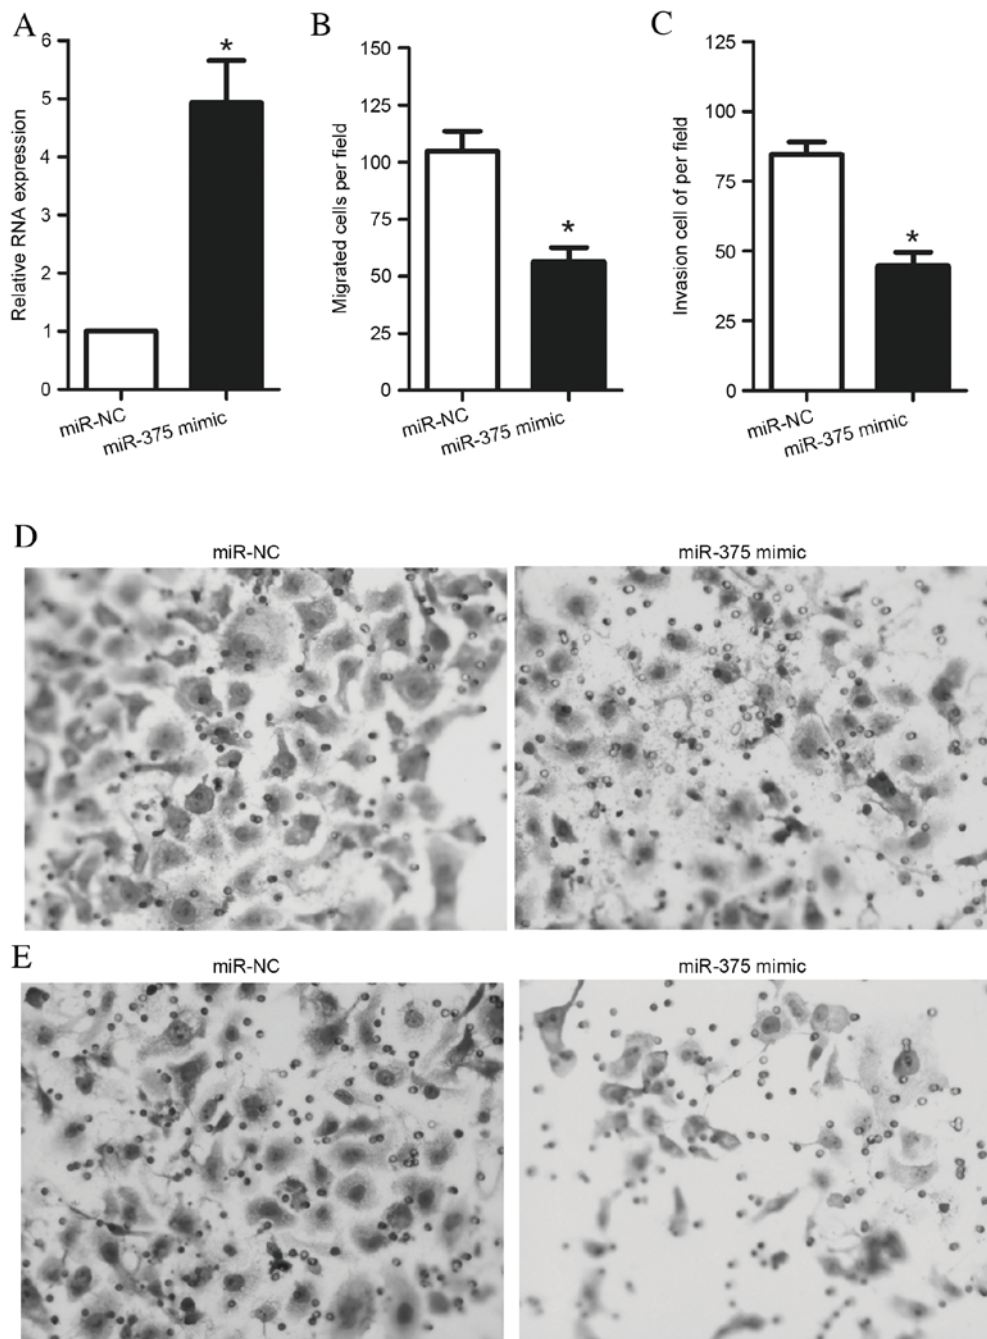 A
Relative RNA expression
6
5
4
3
2
1
0
*
miR-NC
miR-375 mimic
B
Migrated cells per field
150
125
100
75
50
25
0
*
miR-NC
miR-375 mimic
C
Invasion cell of per field
125
100
75
50
25
0
*
miR-NC
miR-375 mimic
D
miR-NC
miR-375 mimic
E
miR-NC
miR-375 mimic